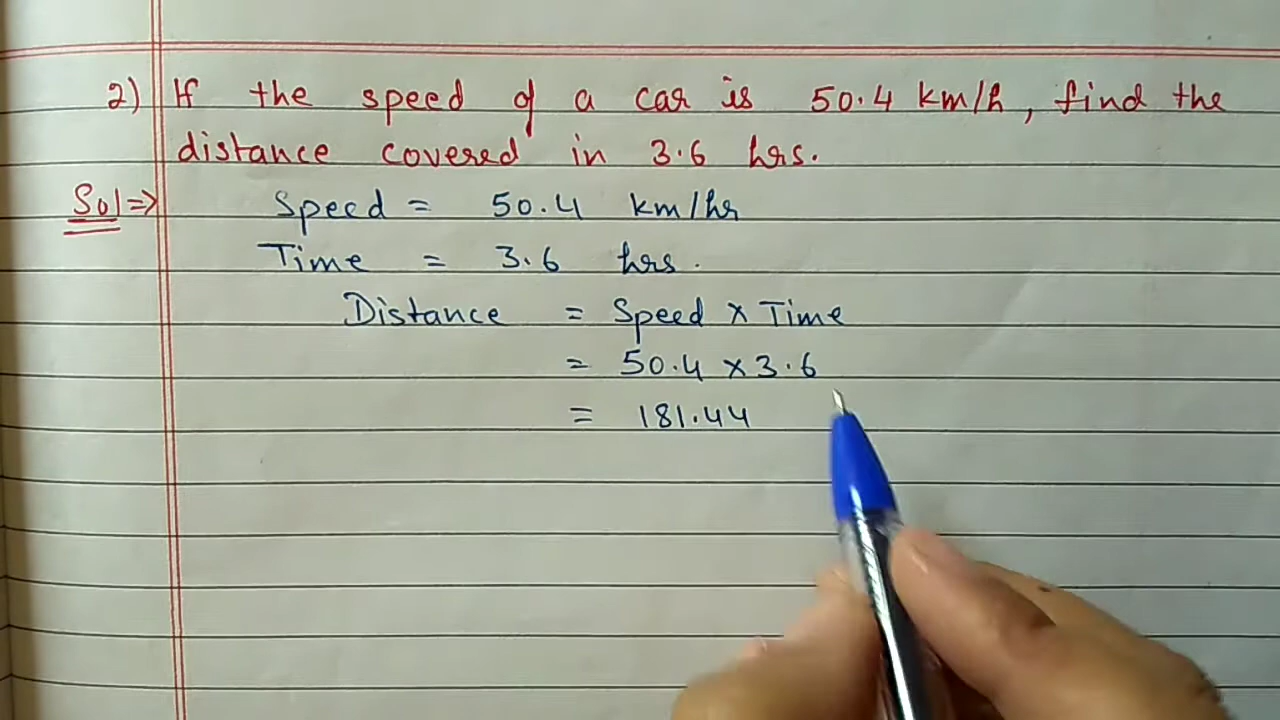 2) If the speed of a car is 50.4 km/h, find the
distance covered in 3.6 hrs.
Sol⇒ Speed = 50.4 km/hr
Time = 3.6 hrs.
Distance = Speed × Time
= 50.4 × 3.6
= 181.44